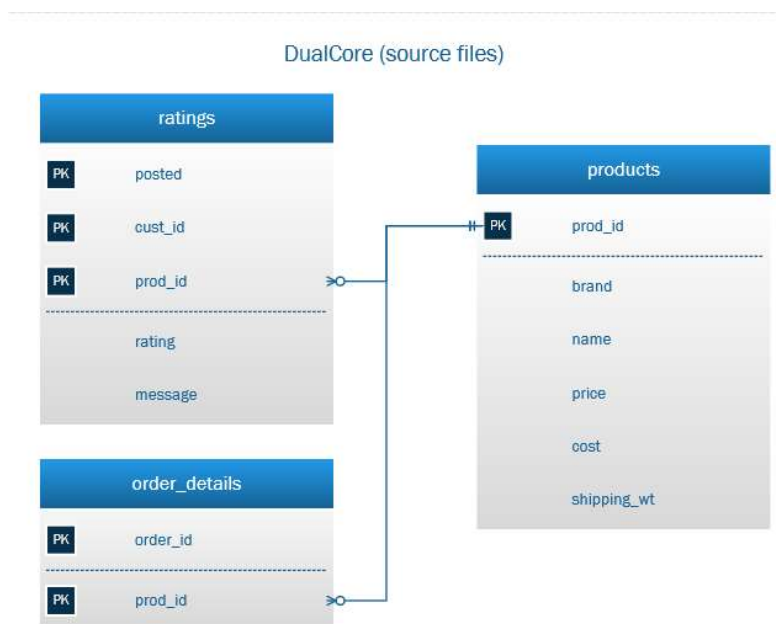 DualCore (source files)
ratings
PK posted
PK cust_id
PK prod_id
rating
message
products
PK prod_id
brand
name
price
cost
shipping_wt
order_details
PK order_id
PK prod_id